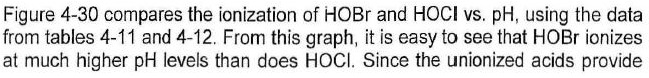 Figure 4-30 compares the ionization of HOBr and HOCl vs. pH, using the data
from tables 4-11 and 4-12. From this graph, it is easy to see that HOBr ionizes
at much higher pH levels than does HOCl. Since the unionized acids provide